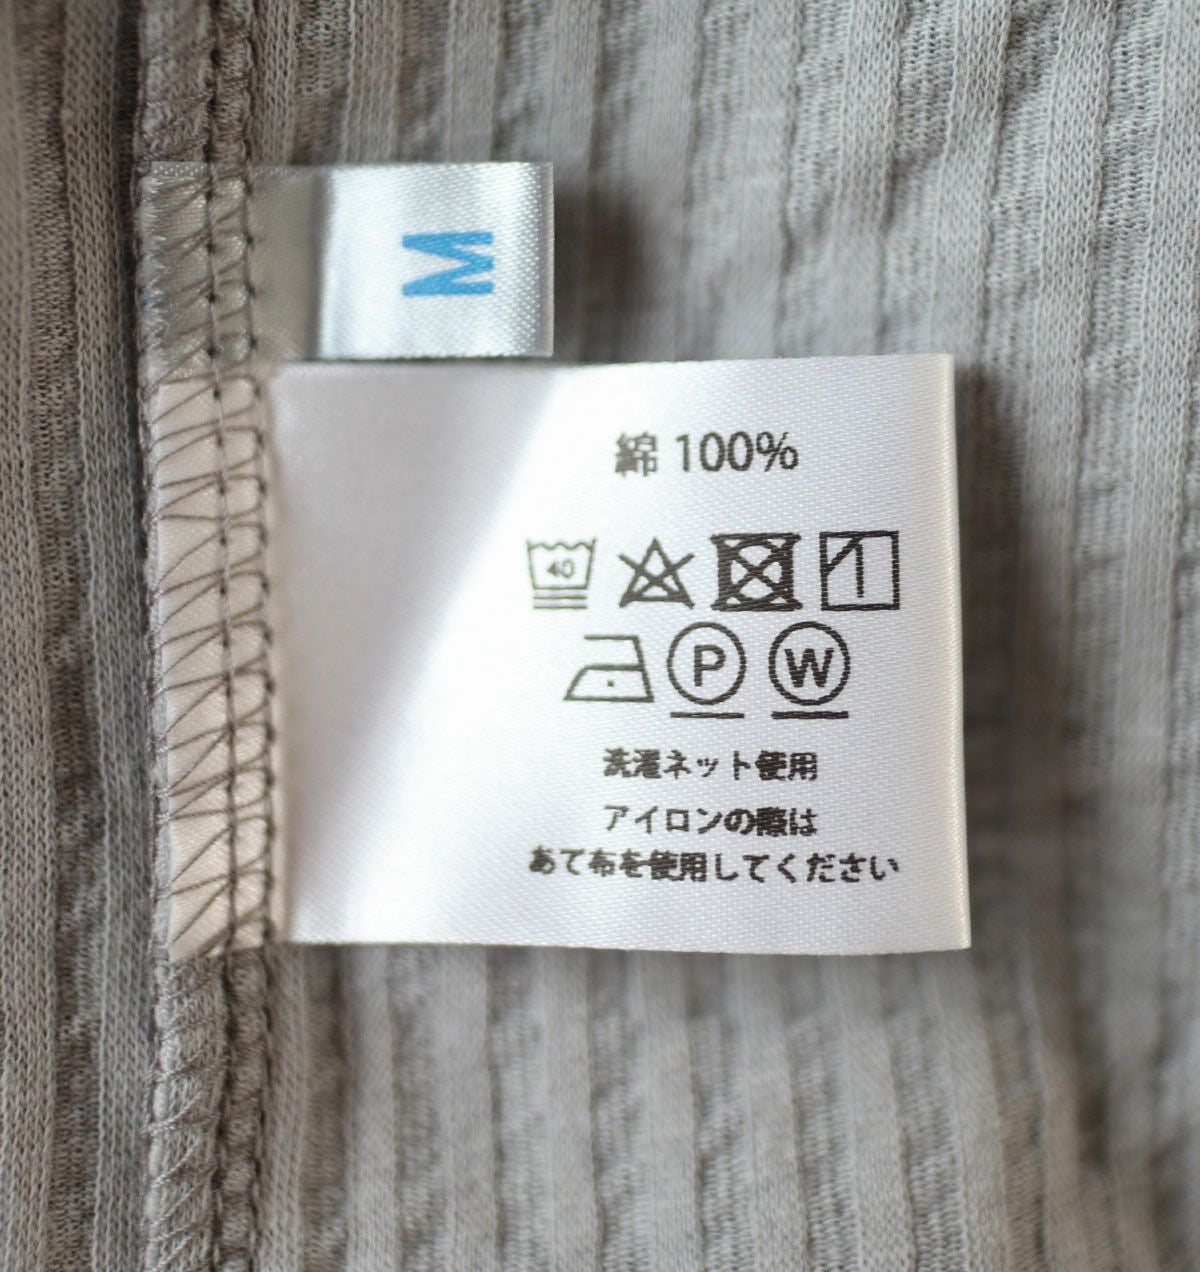 M
綿 100%
40
P W
洗濯ネット使用
アイロンの際は
あて布を使用してください